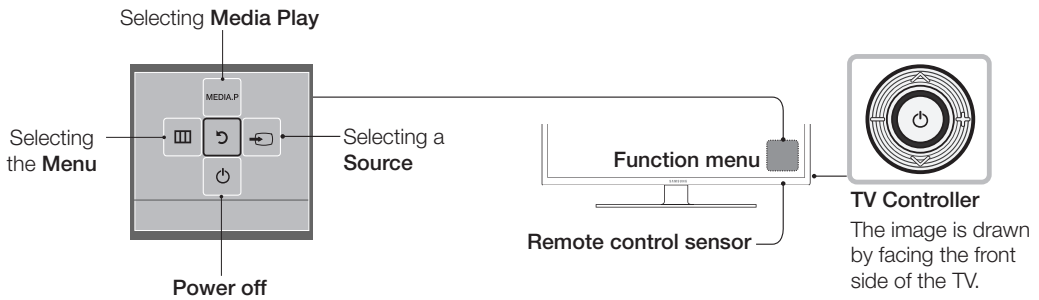 Selecting Media Play
MEDIA.P
Selecting
the Menu
Selecting a
Source
Power off
Function menu
SAMSUNG
Remote control sensor
TV Controller
The image is drawn
by facing the front
side of the TV.